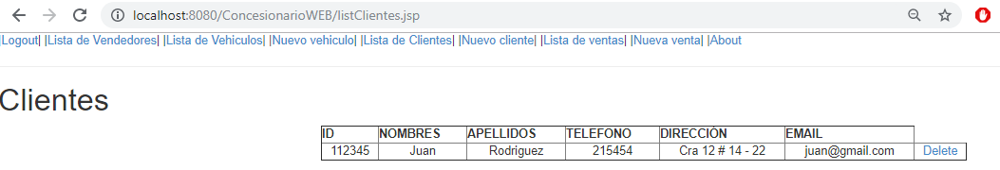 localhost:8080/ConcesionarioWEB/listClientes.jsp
|Logout| |Lista de Vendedores| |Lista de Vehiculos| |Nuevo vehiculo| |Lista de Clientes| |Nuevo cliente| |Lista de ventas| |Nueva venta| |About
Clientes
ID NOMBRES APELLIDOS TELEFONO DIRECCIÓN EMAIL
112345 Juan Rodriguez 215454 Cra 12 # 14 - 22 juan@gmail.com Delete